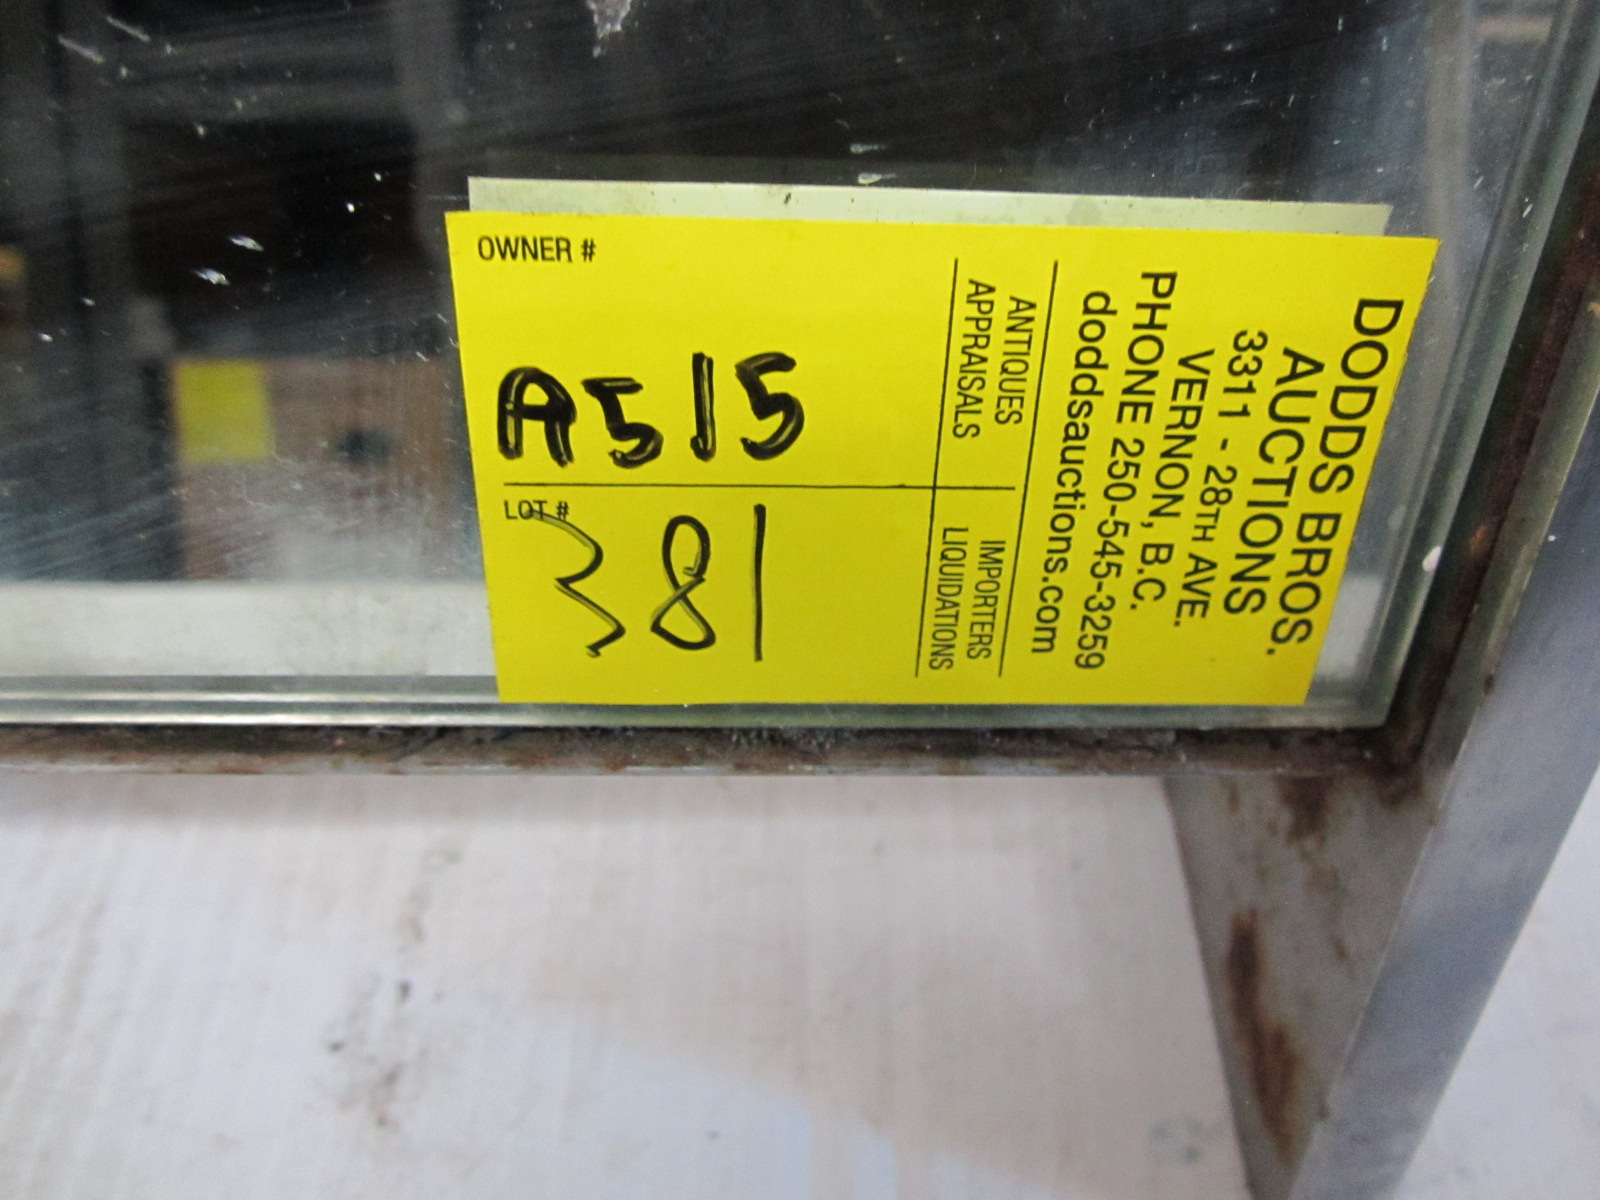 OWNER #
A515
LOT #
381
DODDS BROS.
AUCTIONS
3311 - 28TH AVE.
VERNON, B.C.
PHONE 250-545-3259
doddsauctions.com
ANTIQUES IMPORTERS
APPRAISALS LIQUIDATIONS